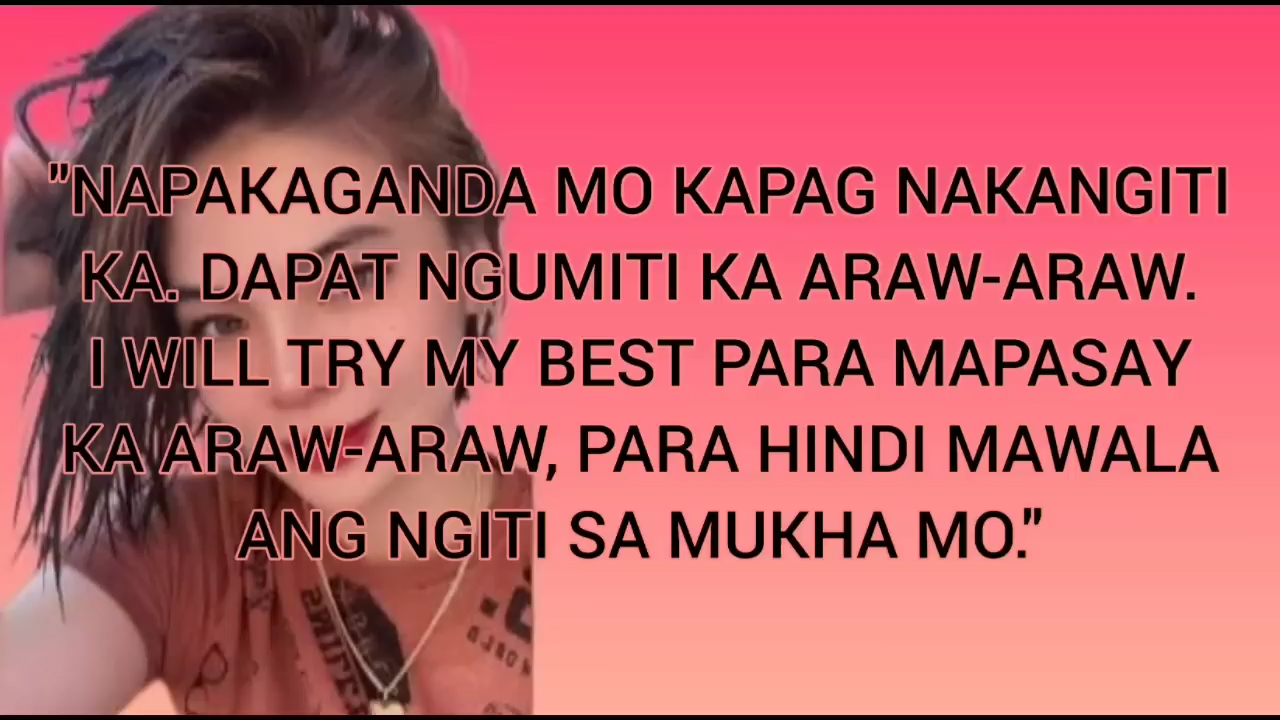 "NAPAKAGANDA MO KAPAG NAKANGITI
KA. DAPAT NGUMITI KA ARAW-ARAW.
I WILL TRY MY BEST PARA MAPASAY
KA ARAW-ARAW, PARA HINDI MAWALA
ANG NGITI SA MUKHA MO."